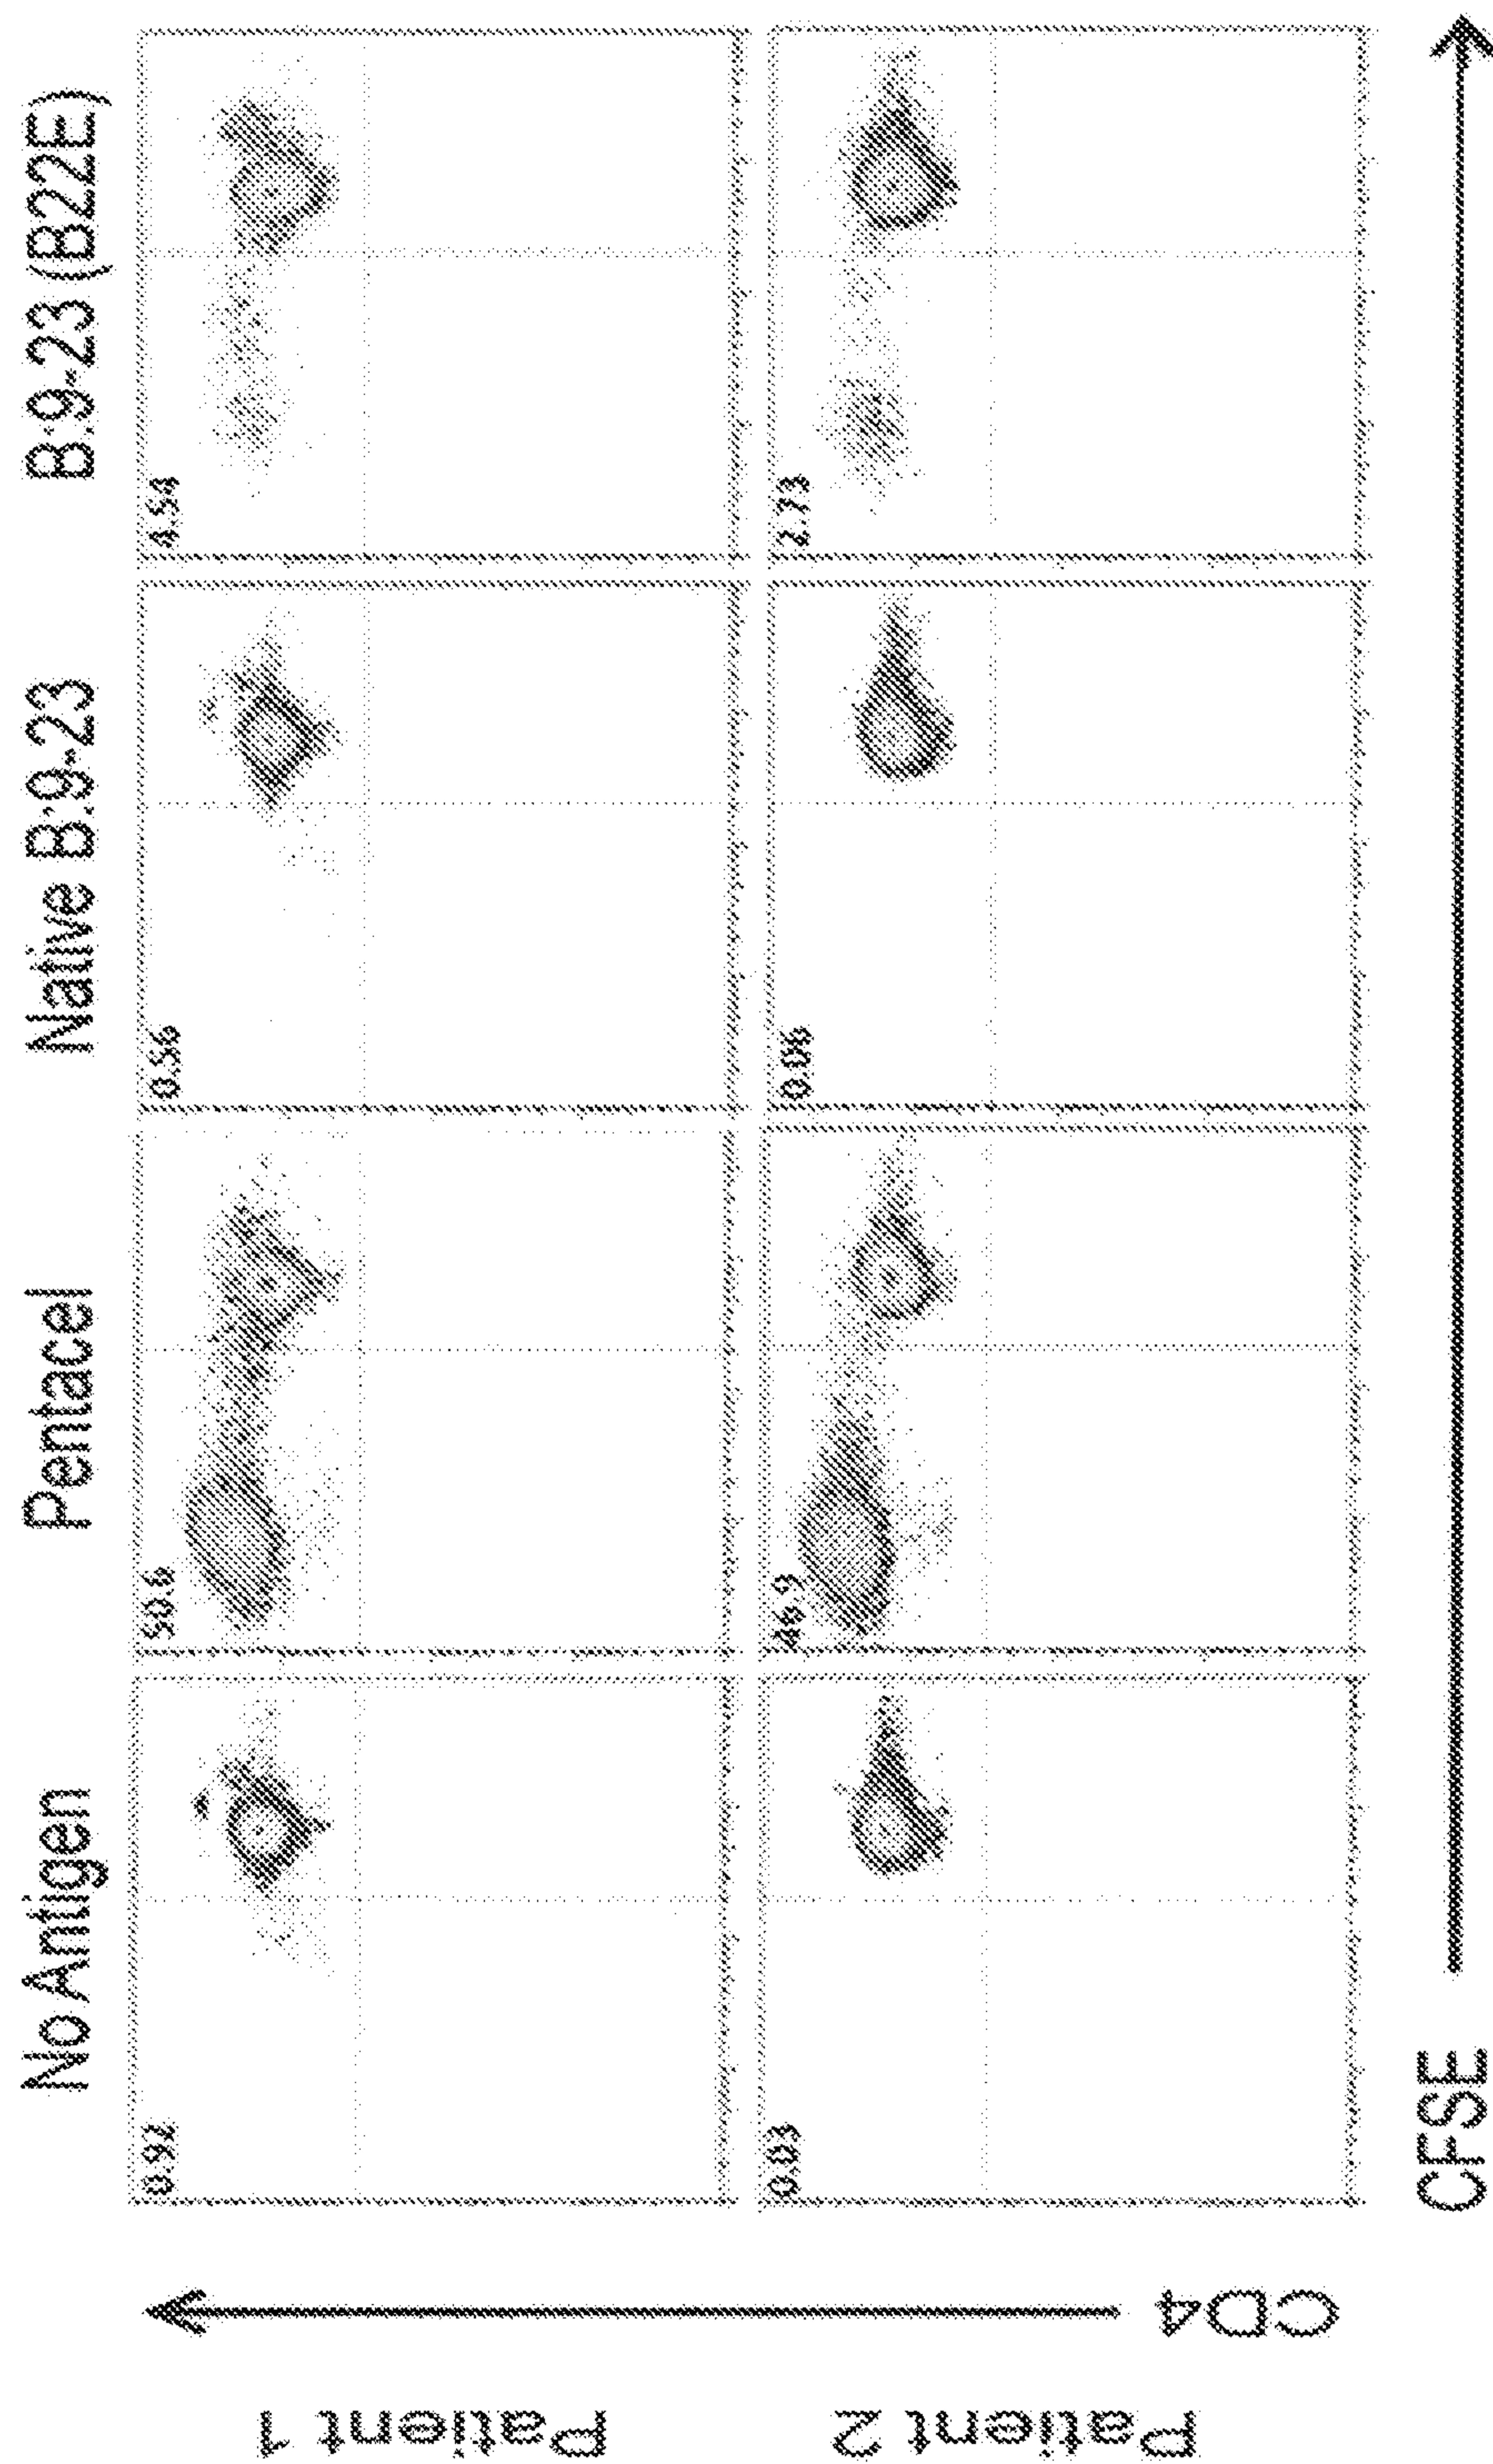 No Antigen
Pentacel
Native B:9-23
B:9-23 (B22E)
Patient 1
0.92
50.6
0.56
4.54
Patient 2
0.03
46.9
0.06
2.73
CD4
CFSE